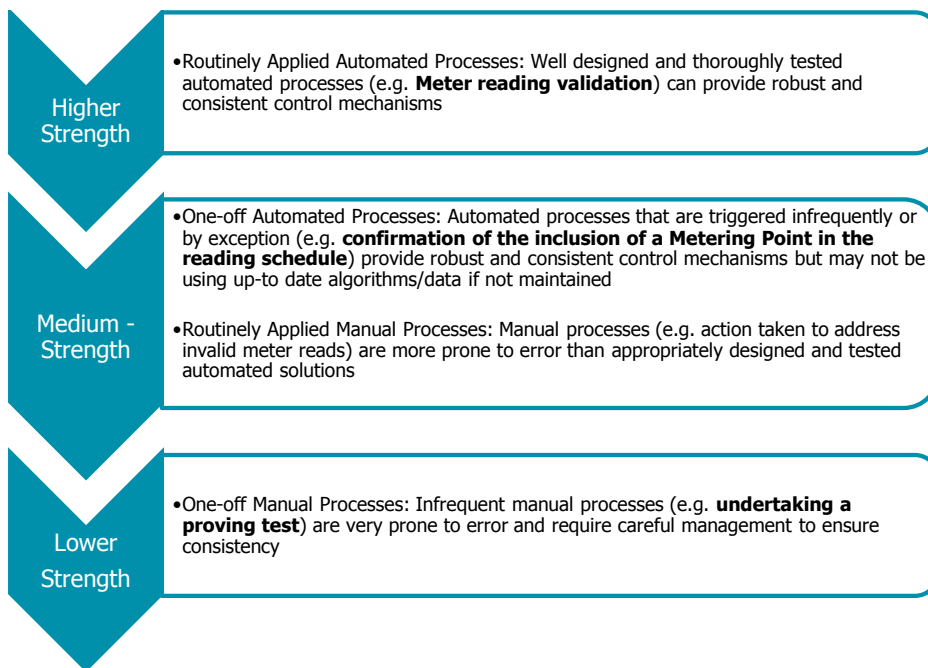 Higher
Strength
•Routinely Applied Automated Processes: Well designed and thoroughly tested
automated processes (e.g. Meter reading validation) can provide robust and
consistent control mechanisms
Medium -
Strength
•One-off Automated Processes: Automated processes that are triggered infrequently or
by exception (e.g. confirmation of the inclusion of a Metering Point in the
reading schedule) provide robust and consistent control mechanisms but may not be
using up-to date algorithms/data if not maintained
•Routinely Applied Manual Processes: Manual processes (e.g. action taken to address
invalid meter reads) are more prone to error than appropriately designed and tested
automated solutions
Lower
Strength
•One-off Manual Processes: Infrequent manual processes (e.g. undertaking a
proving test) are very prone to error and require careful management to ensure
consistency